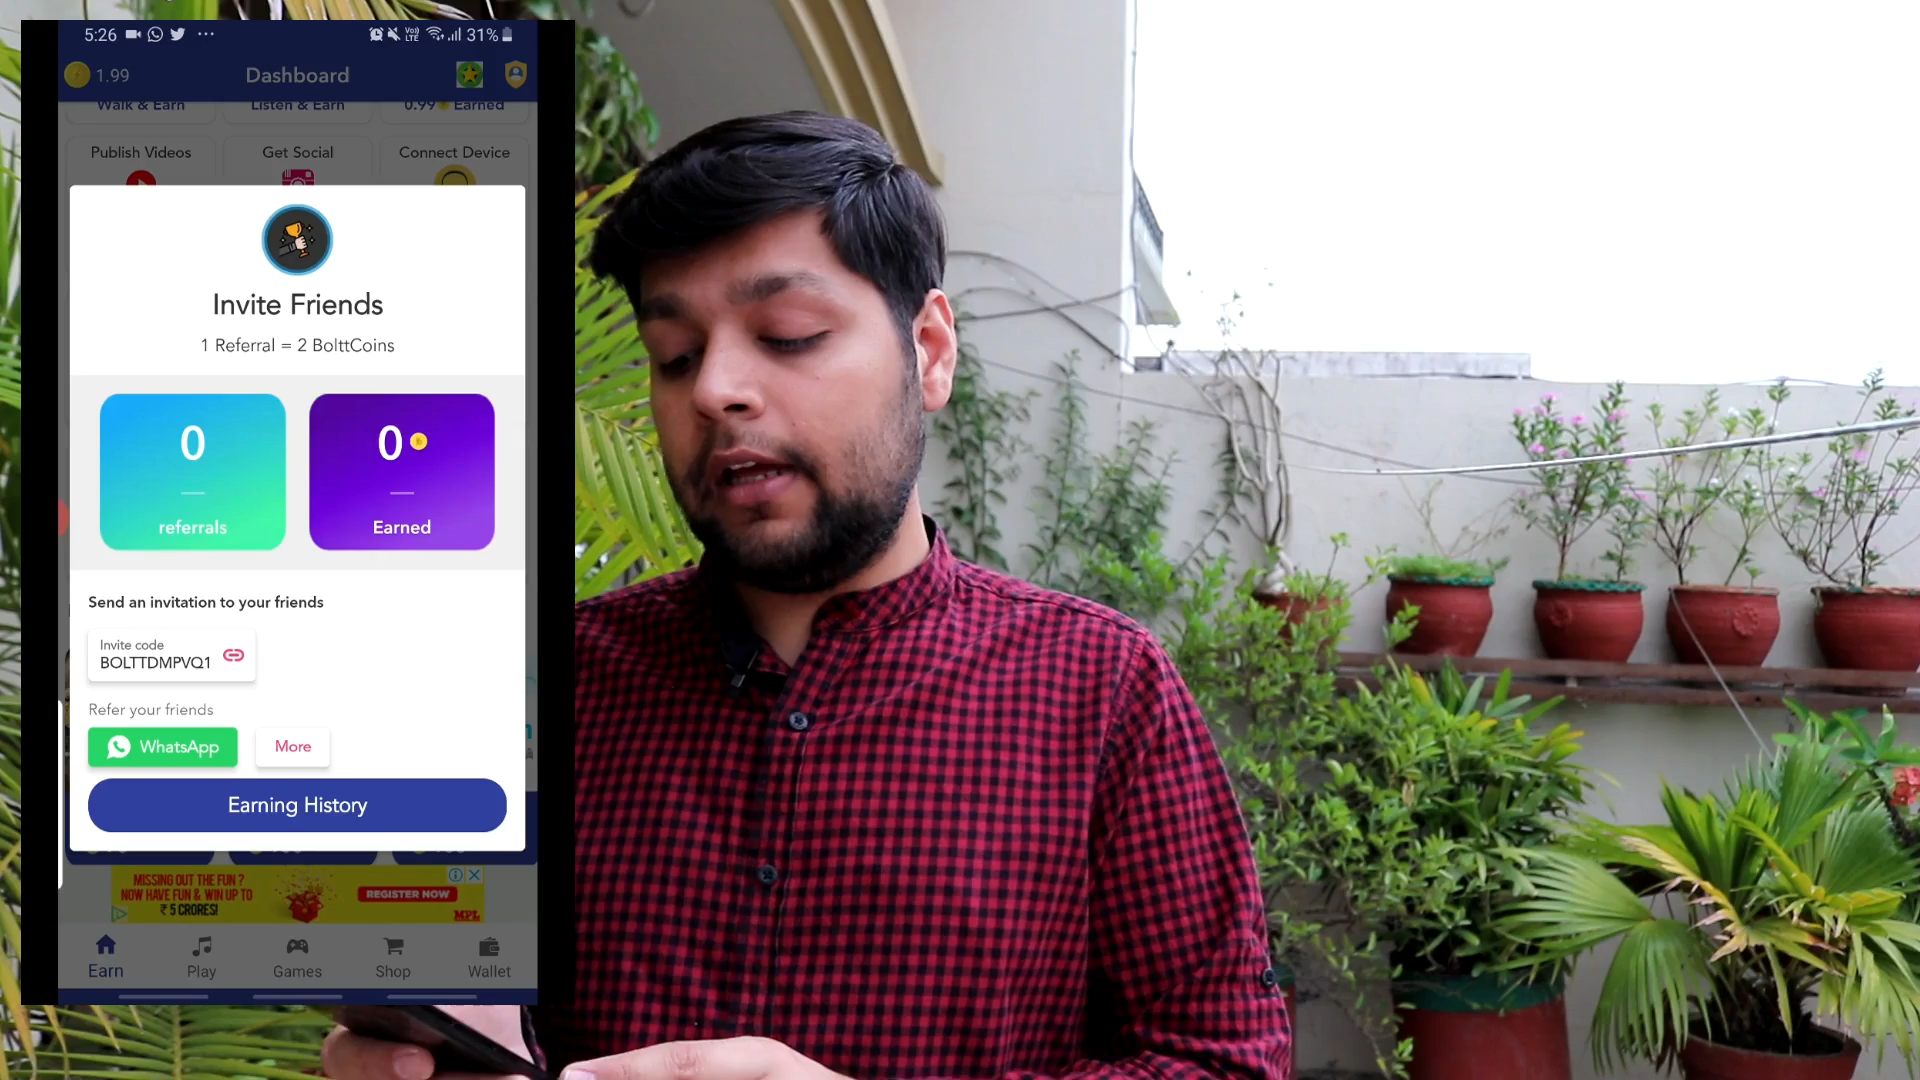 5:26
VoI)
LTE
31%
1.99
Dashboard
Walk & Earn
Listen & Earn
0.99 Earned
Publish Videos
Get Social
Connect Device
Invite Friends
1 Referral = 2 BolttCoins
0
referrals
0
Earned
Send an invitation to your friends
Invite code
BOLTTDMPVQ1
Refer your friends
WhatsApp
More
Earning History
MISSING OUT THE FUN ?
NOW HAVE FUN & WIN UP TO
₹ 5 CRORES!
REGISTER NOW
MPL
Earn
Play
Games
Shop
Wallet